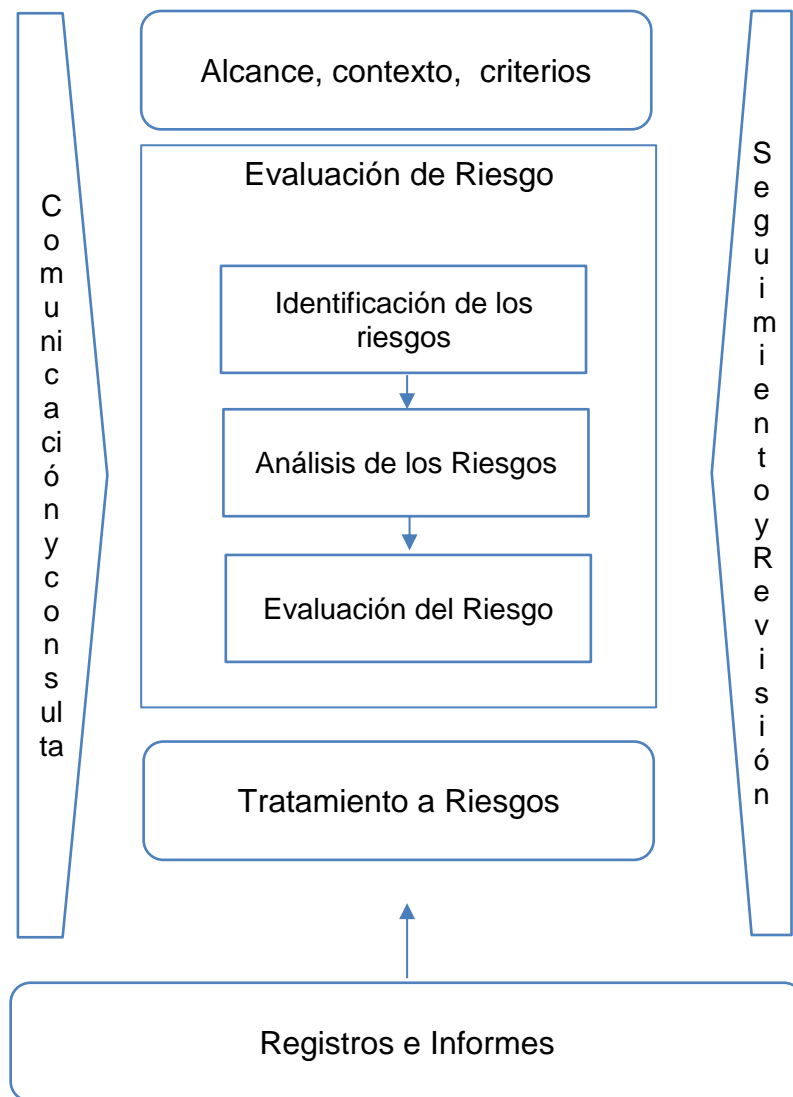 Alcance, contexto, criterios
Evaluación de Riesgo
Identificación de los
riesgos
Análisis de los Riesgos
Evaluación del Riesgo
Tratamiento a Riesgos
Registros e Informes
C
o
m
u
ni
c
a
ci
ó
n
y
c
o
n
s
ul
ta
S
e
g
u
i
m
i
e
n
t
o
y
R
e
v
i
s
i
ó
n